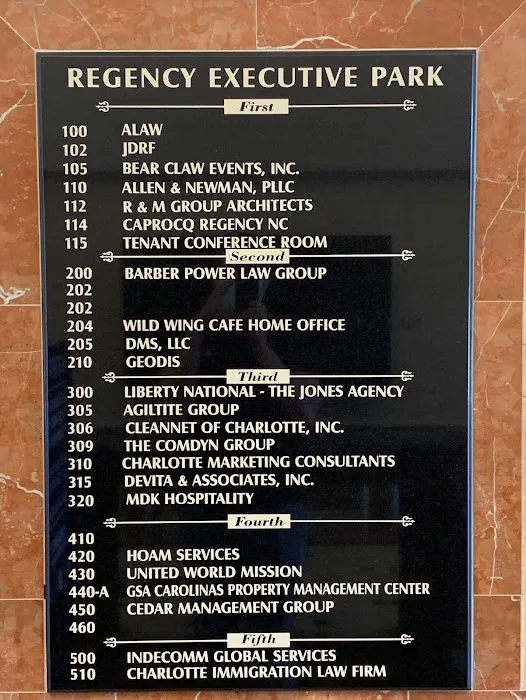 REGENCY EXECUTIVE PARK
First
100 ALAW
102 JDRF
105 BEAR CLAW EVENTS, INC.
110 ALLEN & NEWMAN, PLLC
112 R & M GROUP ARCHITECTS
114 CAPROCQ REGENCY NC
115 TENANT CONFERENCE ROOM
Second
200 BARBER POWER LAW GROUP
202
202
204 WILD WING CAFE HOME OFFICE
205 DMS, LLC
210 GEODIS
Third
300 LIBERTY NATIONAL - THE JONES AGENCY
305 AGILTITE GROUP
306 CLEANNET OF CHARLOTTE, INC.
309 THE COMDYN GROUP
310 CHARLOTTE MARKETING CONSULTANTS
315 DEVITA & ASSOCIATES, INC.
320 MDK HOSPITALITY
Fourth
410
420 HOAM SERVICES
430 UNITED WORLD MISSION
440-A GSA CAROLINAS PROPERTY MANAGEMENT CENTER
450 CEDAR MANAGEMENT GROUP
460
Fifth
500 INDECOMM GLOBAL SERVICES
510 CHARLOTTE IMMIGRATION LAW FIRM